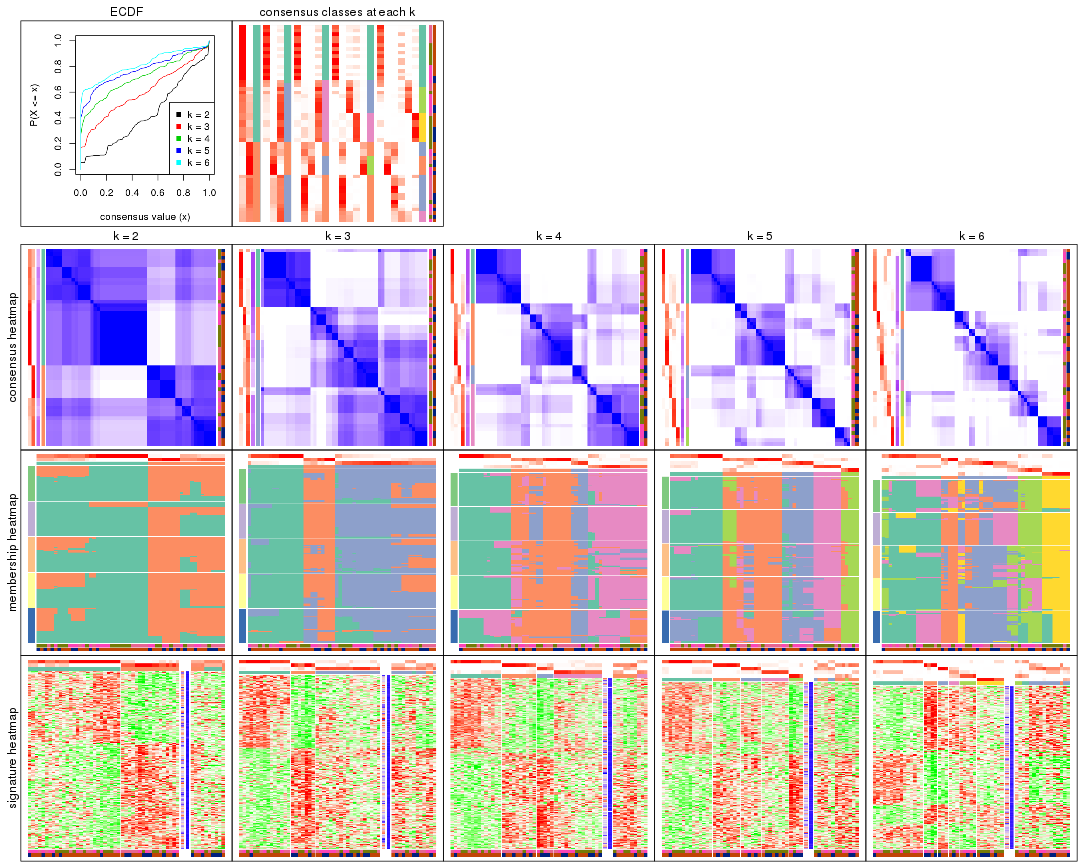 ECDF
consensus classes at each k
P(X <= x)
0.0 0.2 0.4 0.6 0.8 1.0
k = 2
k = 3
k = 4
k = 5
k = 6
0.0 0.2 0.4 0.6 0.8 1.0
consensus value (x)
k = 2
k = 3
k = 4
k = 5
k = 6
consensus heatmap
membership heatmap
signature heatmap